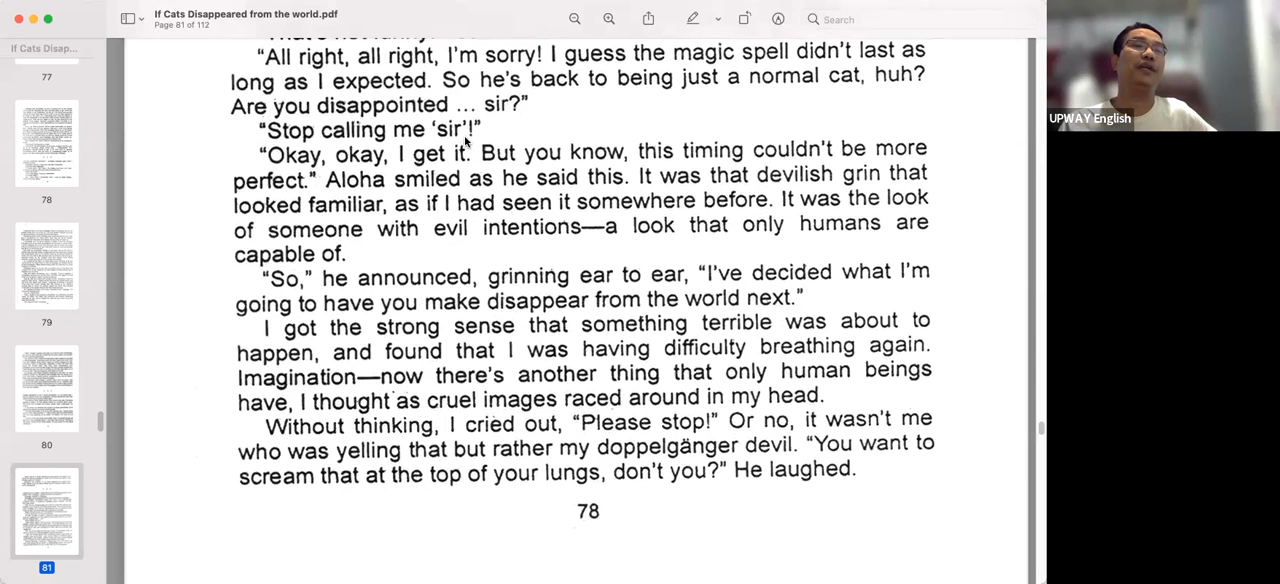 If Cats Disappeared from the world.pdf
Page 81 of 112
Search
If Cats Disap...
77
78
79
80
81
“All right, all right, I’m sorry! I guess the magic spell didn’t last as
long as I expected. So he’s back to being just a normal cat, huh?
Are you disappointed ... sir?”
“Stop calling me ‘sir’!”
“Okay, okay, I get it. But you know, this timing couldn’t be more
perfect.” Aloha smiled as he said this. It was that devilish grin that
looked familiar, as if I had seen it somewhere before. It was the look
of someone with evil intentions—a look that only humans are
capable of.
“So,” he announced, grinning ear to ear, “I’ve decided what I’m
going to have you make disappear from the world next.”
I got the strong sense that something terrible was about to
happen, and found that I was having difficulty breathing again.
Imagination—now there’s another thing that only human beings
have, I thought as cruel images raced around in my head.
Without thinking, I cried out, “Please stop!” Or no, it wasn’t me
who was yelling that but rather my doppelgänger devil. “You want to
scream that at the top of your lungs, don’t you?” He laughed.
78
UPWAY English